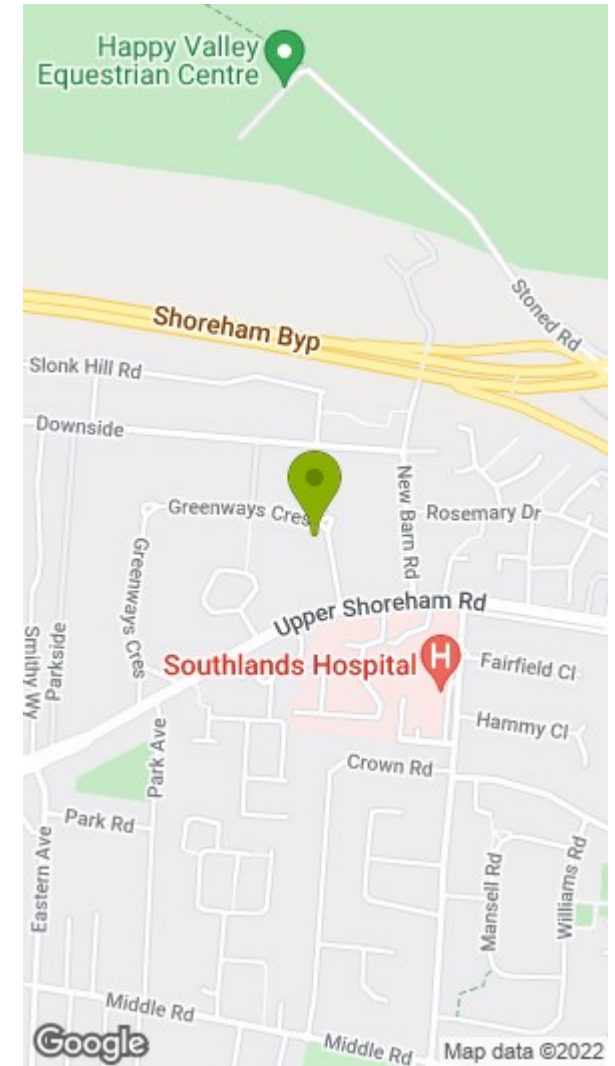 Happy Valley
Equestrian Centre
Stoned Rd
Shoreham Byp
Slonk Hill Rd
Downside
New Barn Rd
Greenways Cres
Rosemary Dr
Greenways Cres
Upper Shoreham Rd
Smithy Wy
Parkside
Southlands Hospital
H
Fairfield Cl
Hammy Cl
Park Ave
Crown Rd
Park Rd
Eastern Ave
Mansell Rd
Williams Rd
Middle Rd
Middle Rd
Google
Map data ©2022